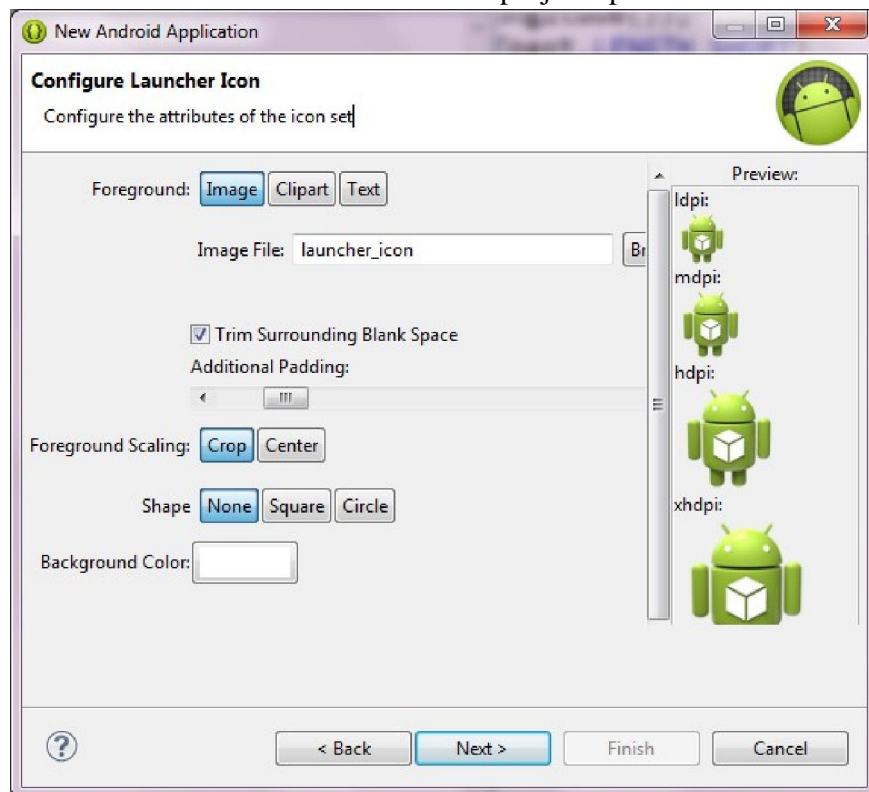 New Android Application
Configure Launcher Icon
Configure the attributes of the icon set
Foreground: Image Clipart Text
Image File: launcher_icon Br
Trim Surrounding Blank Space
Additional Padding:
Foreground Scaling: Crop Center
Shape None Square Circle
Background Color:
Preview:
ldpi:
mdpi:
hdpi:
xhdpi:
< Back Next > Finish Cancel